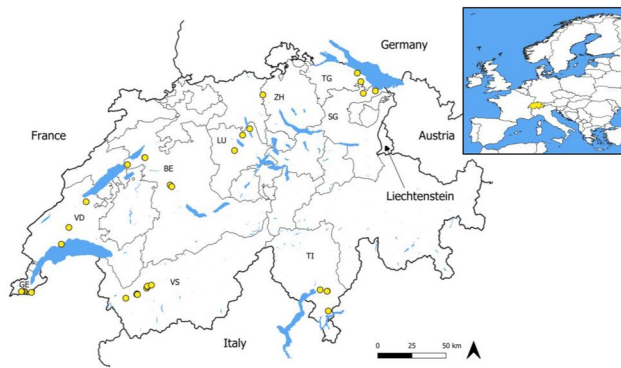 Germany
TG
ZH
SG
France
Austria
LU
BE
Liechtenstein
VD
TI
GE
VS
Italy
0 25 50 km